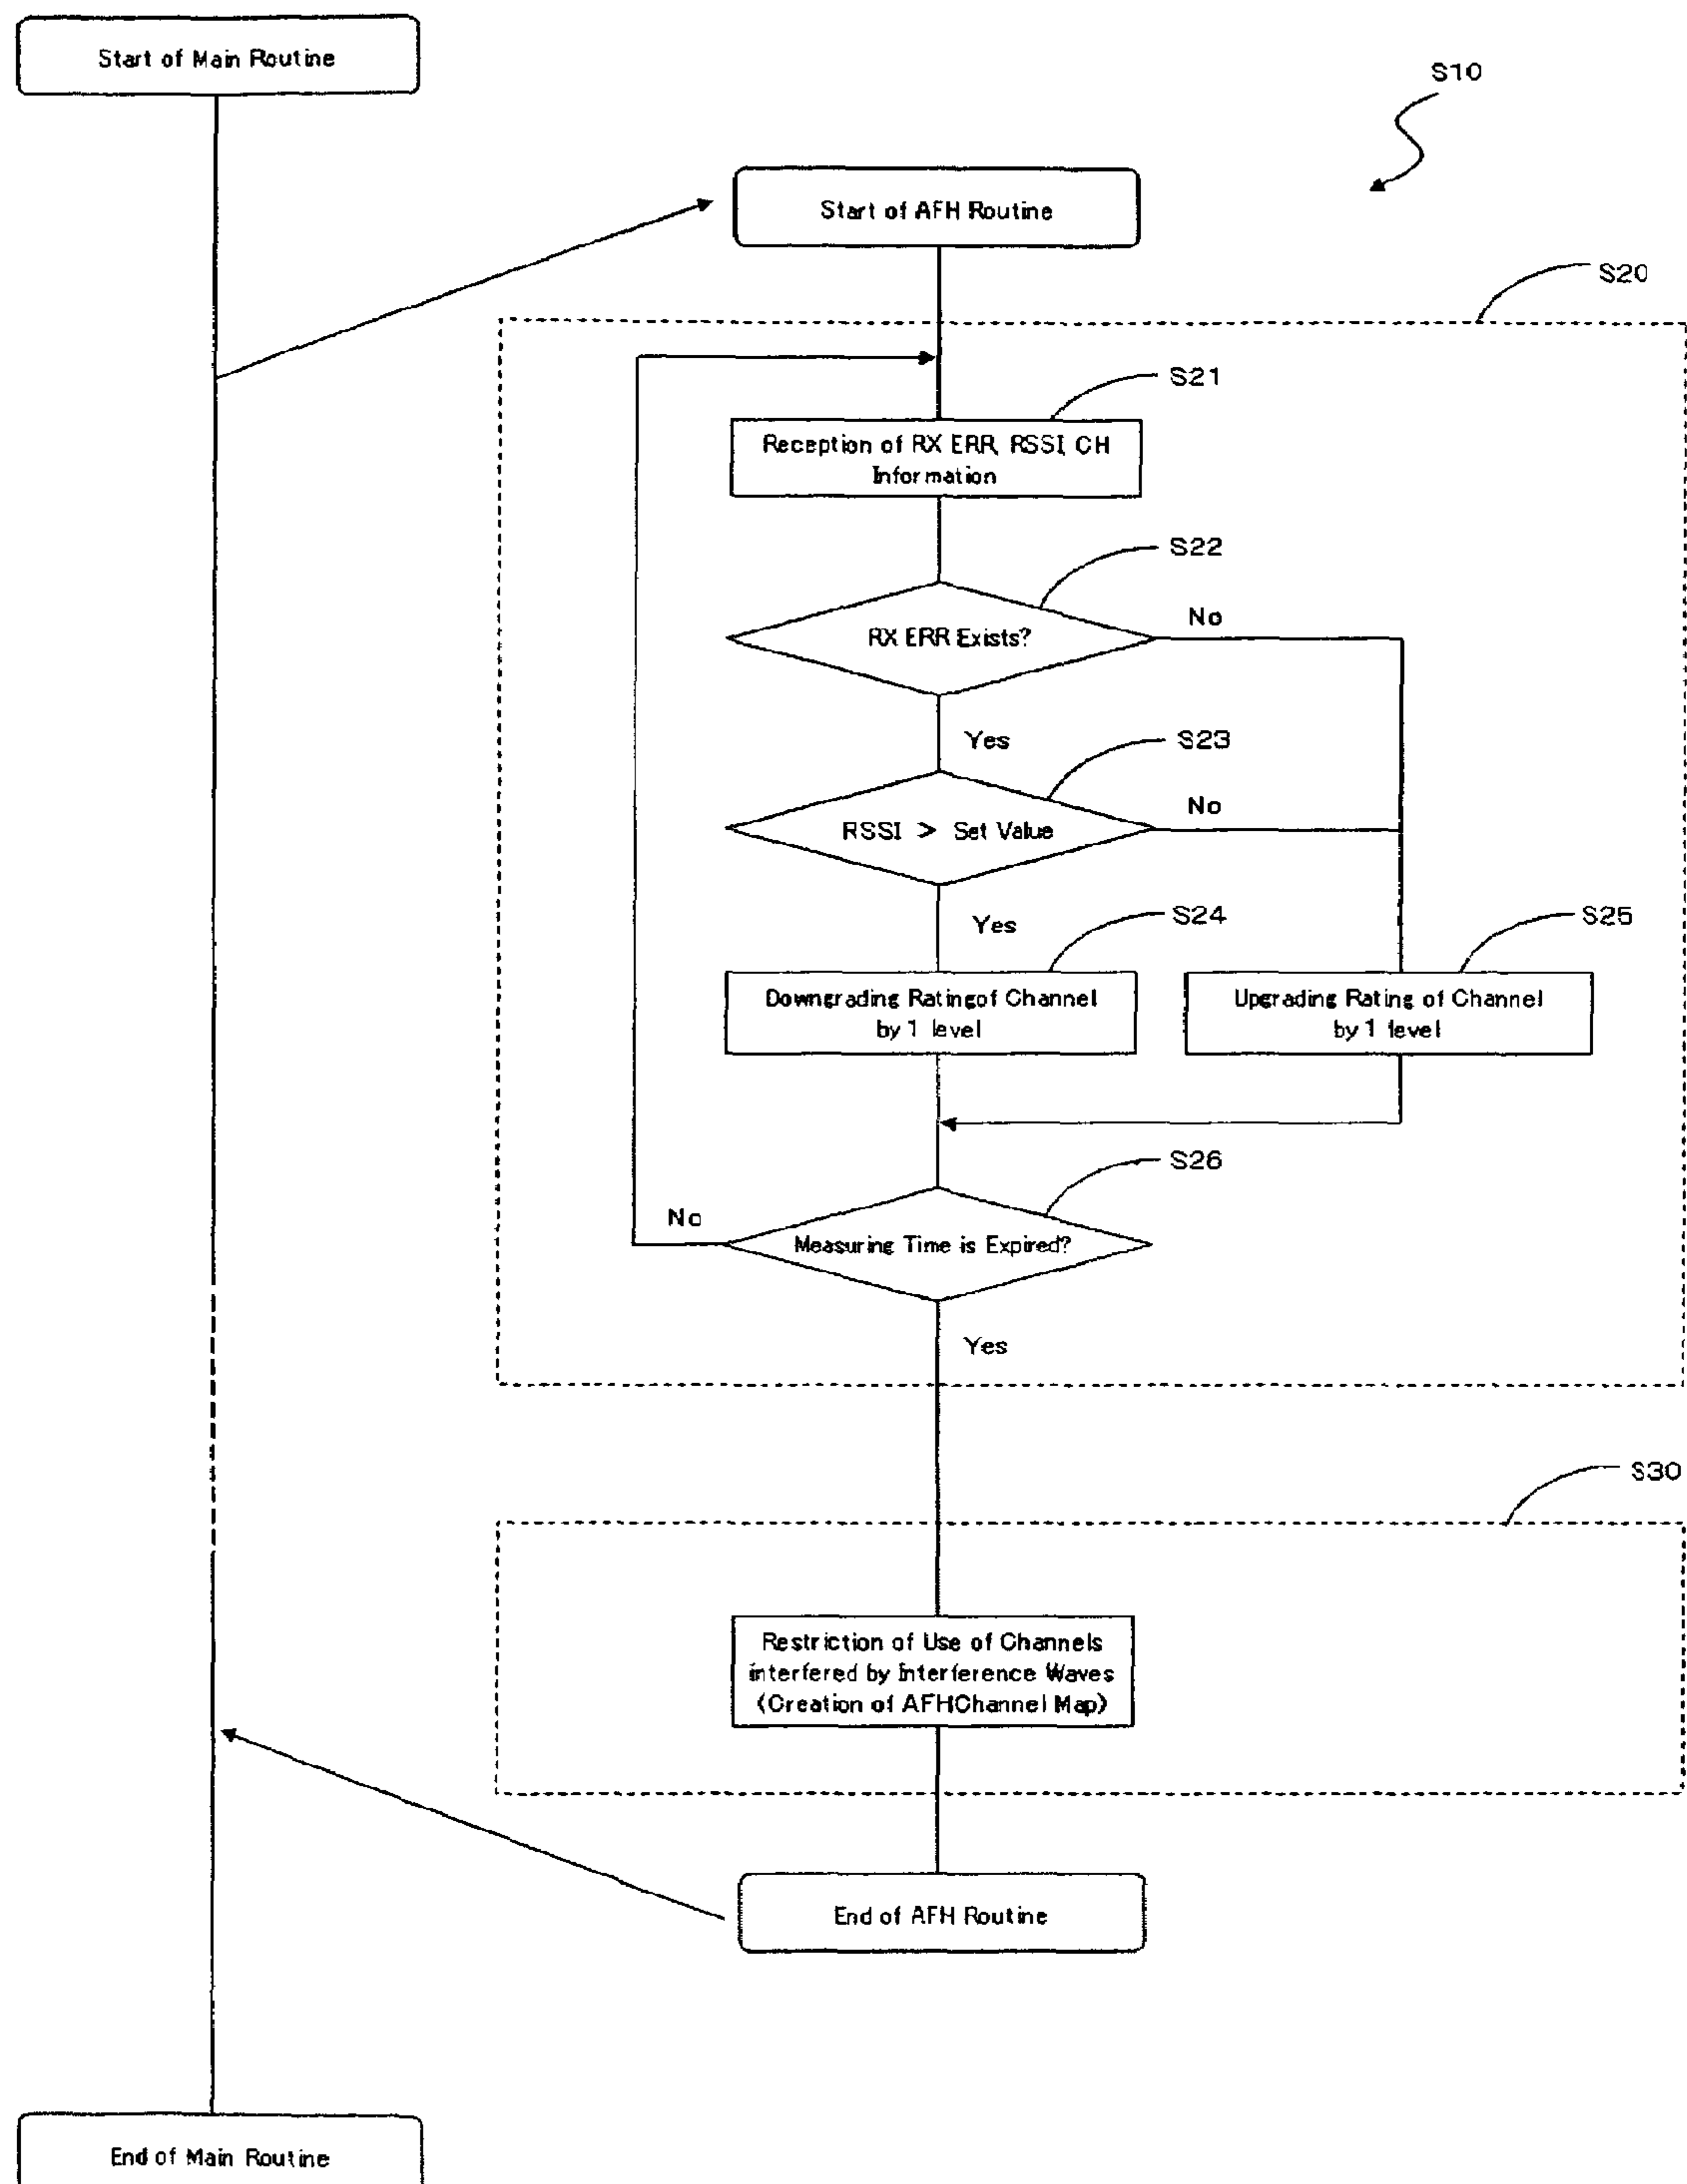 Start of Main Routine
S10
Start of AFH Routine
S20
S21
Reception of RX ERR, RSSI, CH
Information
S22
RX ERR Exists?
No
Yes
S23
RSSI > Set Value
No
Yes
S24
S25
Downgrading Ratingof Channel
by 1 level
Upgrading Rating of Channel
by 1 level
S26
No
Measuring Time is Expired?
Yes
S30
Restriction of Use of Channels
interfered by Interference Waves
(Creation of AFHChannel Map)
End of AFH Routine
End of Main Routine